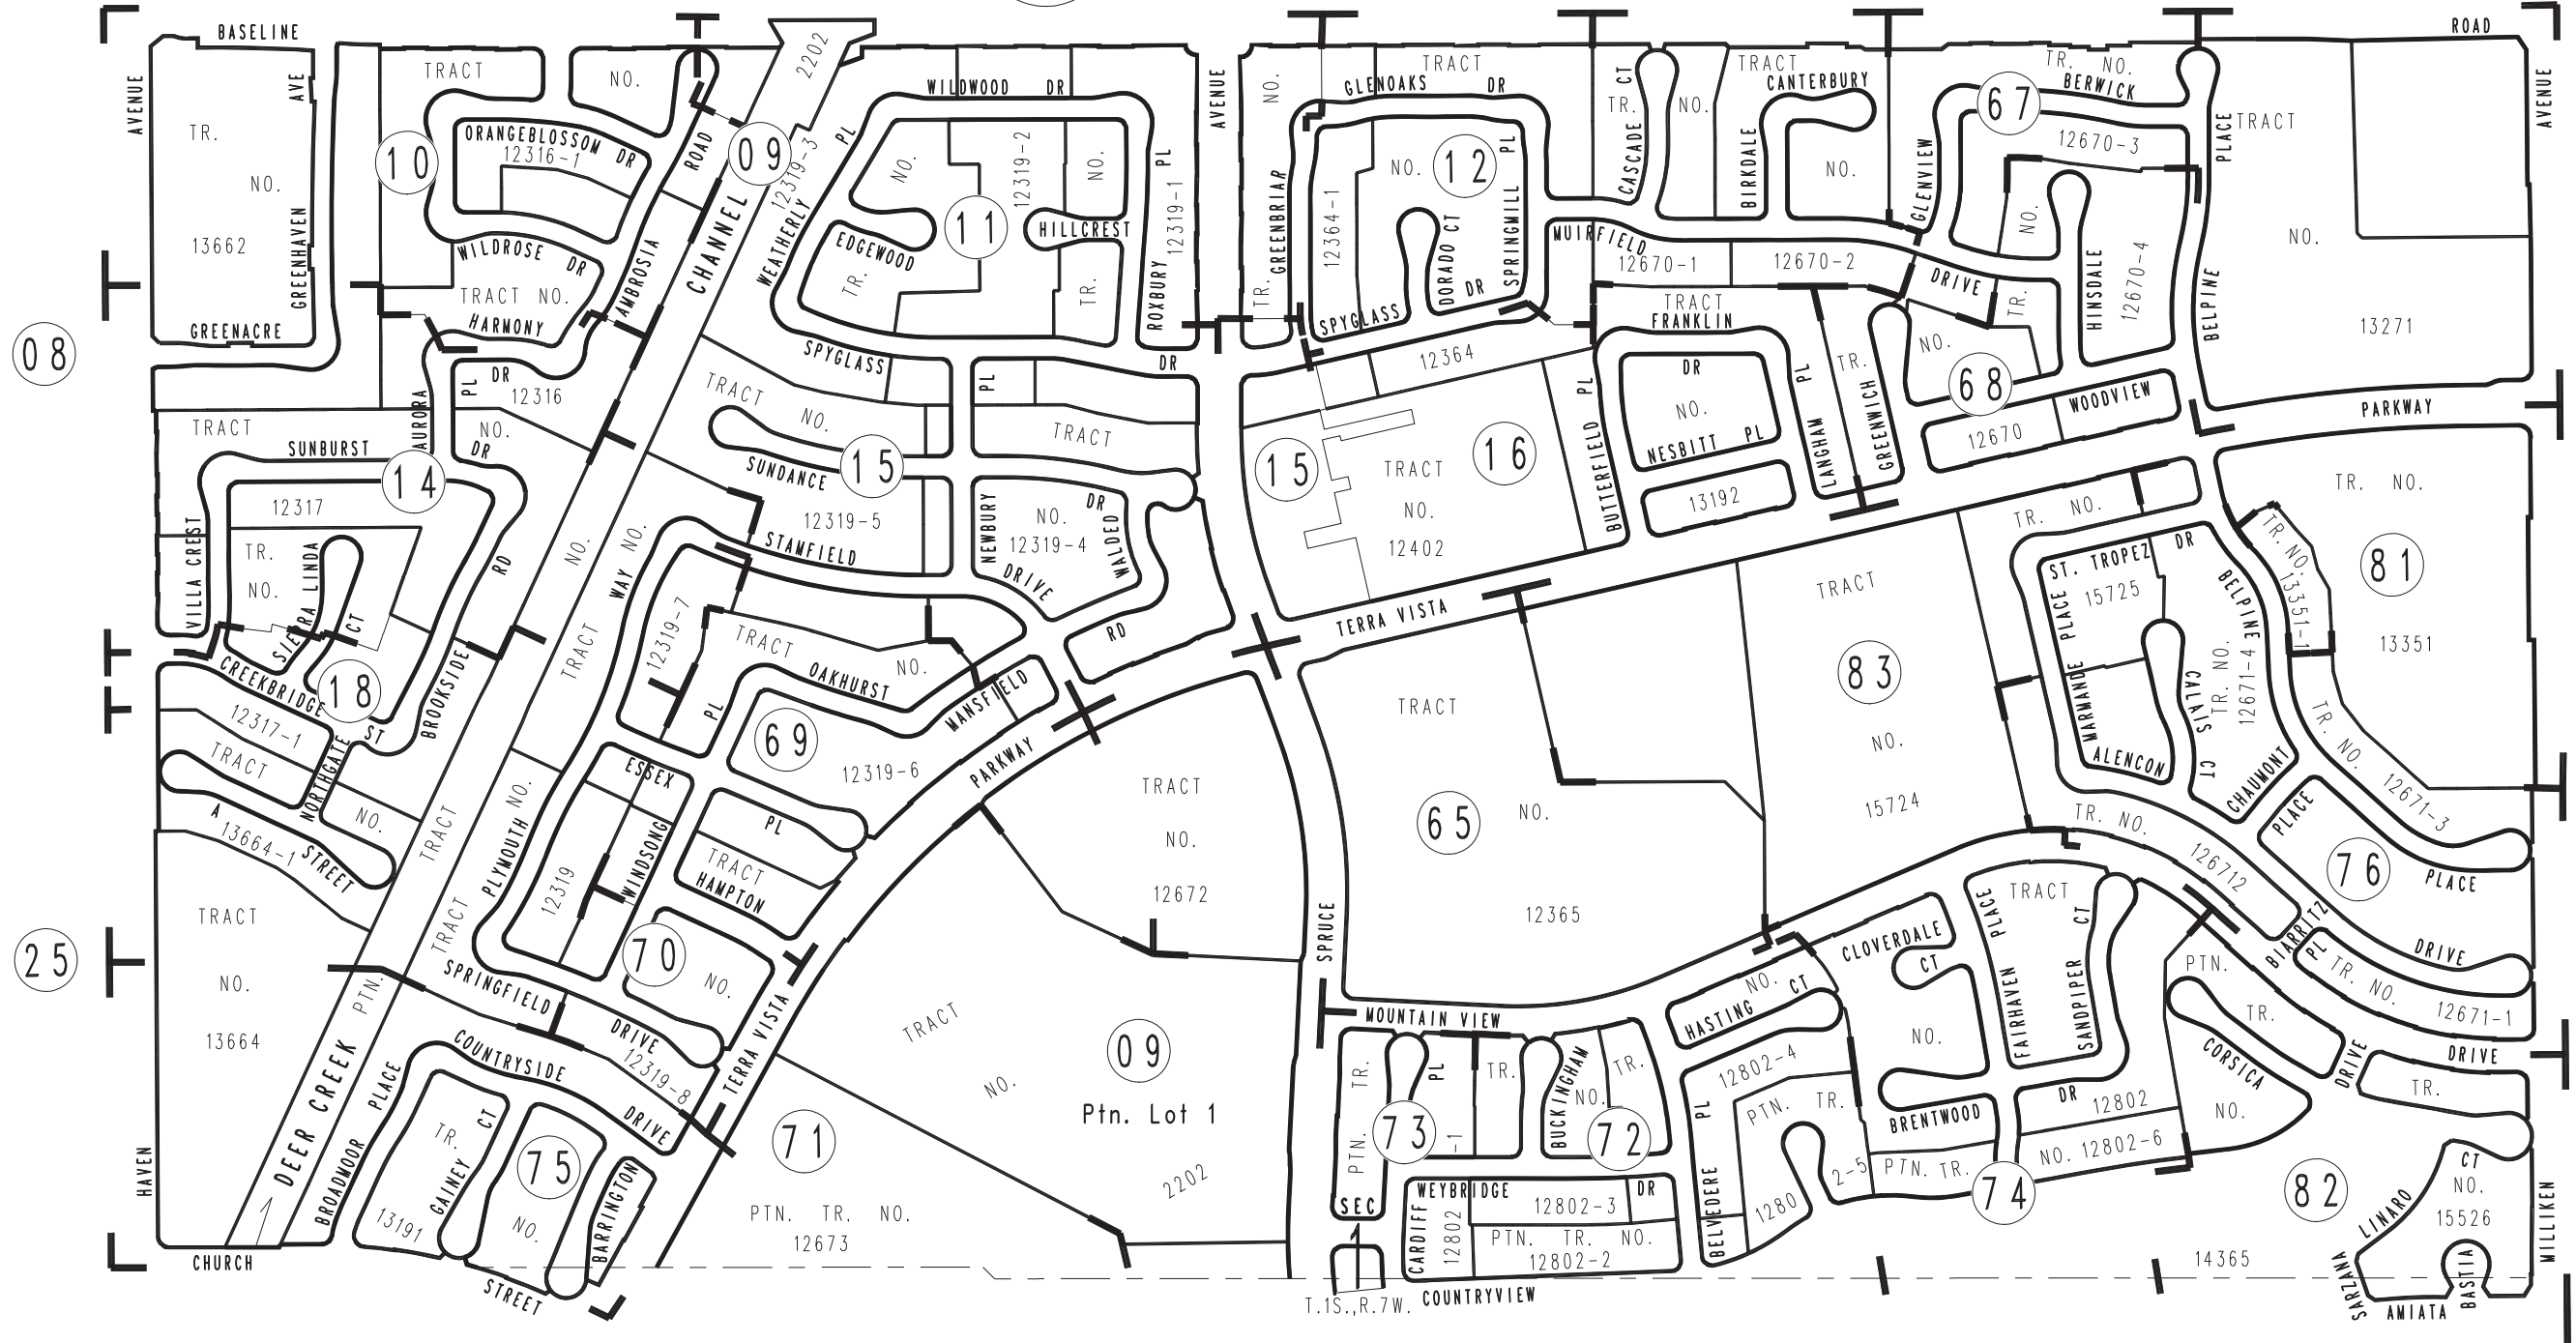 BASELINE
ROAD
AVENUE
AVE
TR.
NO.
13662
GREENHAVEN
GREENACRE
08
TRACT
NO.
10
ORANGEBLOSSOM DR
12316-1
WILDROSE DR
TRACT NO.
HARMONY
ROAD
AMBROSIA
CHANNEL
2202
09
12319-3
WEATHERLY PL
WILDWOOD DR
NO.
12319-2
NO.
11
EDGEWOOD
TR.
HILLCREST
TR.
PL
12319-1
ROXBURY
AVENUE
NO.
GREENBRIAR
TR.
GLENOAKS DR
TRACT
12364-1
NO.
12
PL
SPRINGMILL
DORADO CT
DR
SPYGLASS
CT
TR.
CASCADE
NO.
TRACT
CANTERBURY
BIRKDALE
NO.
MUIRFIELD
12670-1
12670-2
DRIVE
GLENVIEW
TR. NO.
BERWICK
67
12670-3
NO.
TR.
HINSDALE
12670-4
PLACE
BELPINE
TRACT
NO.
13271
AVENUE
PL
DR
12316
AURORA
NO.
DR
TRACT
SUNBURST
14
12317
TR.
NO.
SIERRA LINDA
CT
VILLA CREST
CREEKBRIDGE
ST
18
RD
BROOKSIDE
12317-1
TRACT
NORTHGATE
NO.
A
STREET
13664-1
SPYGLASS
DR
TRACT
NO.
PL
TRACT
SUNDANCE
15
12319-5
STAMFIELD
DRIVE
NEWBURY
DR
NO.
12319-4
WALDEO
RD
NO.
WAY NO.
TRACT
12319-7
TRACT
NO.
OAKHURST
PL
MANSFIELD
69
12319-6
PARKWAY
15
12364
TRACT
NO.
12402
16
TRACT
FRANKLIN
PL
BUTTERFIELD
DR
NO.
NESBITT PL
13192
PL
LANGHAM
TR.
GREENWICH
NO.
68
WOODVIEW
12670
PARKWAY
TERRA VISTA
TR. NO.
ST. TROPEZ DR
15725
PLACE
MARMANDE
ALENCON
CALAIS
CT
TR. NO.
12671-4
BELPINE
CHAUMONT
PLACE
TR. NO.
13351-1
TR. NO.
81
13351
TR. NO.
12671-3
76
PLACE
TRACT
NO.
12672
TRACT
65
NO.
12365
TRACT
83
NO.
15724
TR. NO.
126712
BIARRITZ
PL
DRIVE
TR. NO.
12671-1
DRIVE
25
TRACT
NO.
13664
HAVEN
CHURCH
STREET
TRACT
PTN.
DEER CREEK
TRACT
PLYMOUTH NO.
ESSEX
PL
12319
WINDSONG
TRACT
HAMPTON
70
NO.
SPRINGFIELD
DRIVE
12319-8
COUNTRYSIDE
DRIVE
TERRA VISTA
PLACE
BROADMOOR
TR.
CT
GAINEY
13191
75
NO.
BARRINGTON
TRACT
NO.
09
Ptn. Lot 1
2202
71
PTN. TR. NO.
12673
SPRUCE
MOUNTAIN VIEW
TR.
PTN.
PL
73
-1
TR.
BUCKINGHAM
NO.
TR.
72
SEC
1
T.1S.,R.7W.
COUNTRYVIEW
WEYBRIDGE
DR
12802-3
CARDIFF
12802
PTN. TR. NO.
12802-2
NO.
HASTING CT
12802-4
PTN. TR.
PL
BELVEDERE
1280
2-5
CLOVERDALE
CT
NO.
BRENTWOOD
DR
12802
PTN. TR.
NO. 12802-6
74
PLACE
FAIRHAVEN
TRACT
CT
SANDPIPER
PTN.
TR.
CORSICA
NO.
DRIVE
TR.
82
14365
LINARO
CT
NO.
15526
SARZANA
AMIATA
BASTIA
MILLIKEN